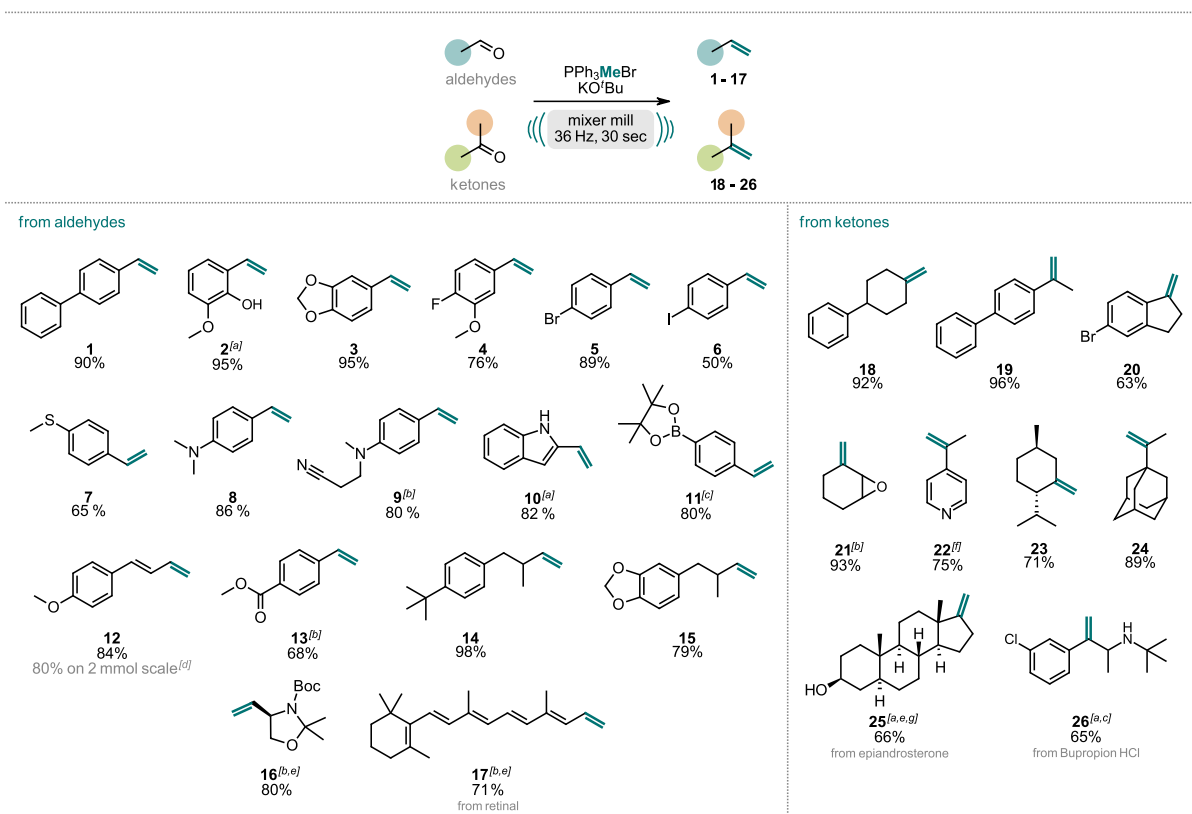 aldehydes
PPh3MeBr
KOtBu
mixer mill
36 Hz, 30 sec
ketones
1 - 17
18 - 26
O
O
from aldehydes
from ketones
1
90%
OH
O
2[a]
95%
O
O
3
95%
F
O
4
76%
Br
5
89%
I
6
50%
S
7
65 %
N
8
86 %
N
N
9[b]
80 %
H
N
10[a]
82 %
O
B
O
11[c]
80%
O
12
84%
80% on 2 mmol scale[d]
O
O
13[b]
68%
14
98%
O
O
15
79%
Boc
N
O
16[b,e]
80%
17[b,e]
71 %
from retinal
18
92%
19
96%
Br
20
63%
O
21[b]
93%
N
22[f]
75%
23
71%
24
89%
H
H
H
H
HO
25[a,e,g]
66%
from epiandrosterone
Cl
H
N
26[a,c]
65%
from Bupropion HCl